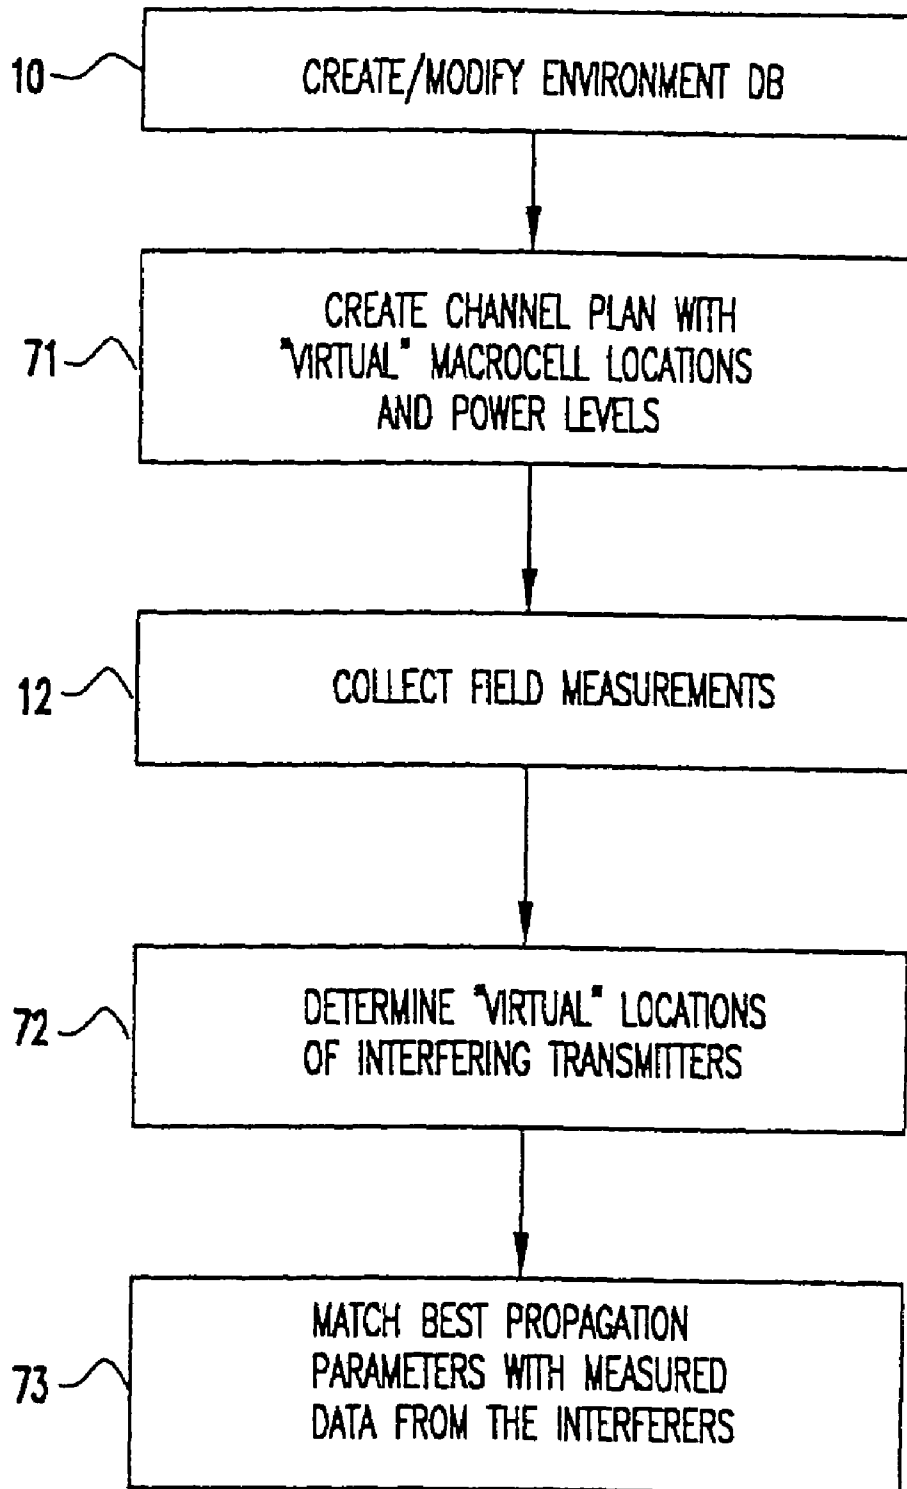 10
CREATE/MODIFY ENVIRONMENT DB
71
CREATE CHANNEL PLAN WITH
"VIRTUAL" MACROCELL LOCATIONS
AND POWER LEVELS
12
COLLECT FIELD MEASUREMENTS
72
DETERMINE "VIRTUAL" LOCATIONS
OF INTERFERING TRANSMITTERS
73
MATCH BEST PROPAGATION
PARAMETERS WITH MEASURED
DATA FROM THE INTERFERERS